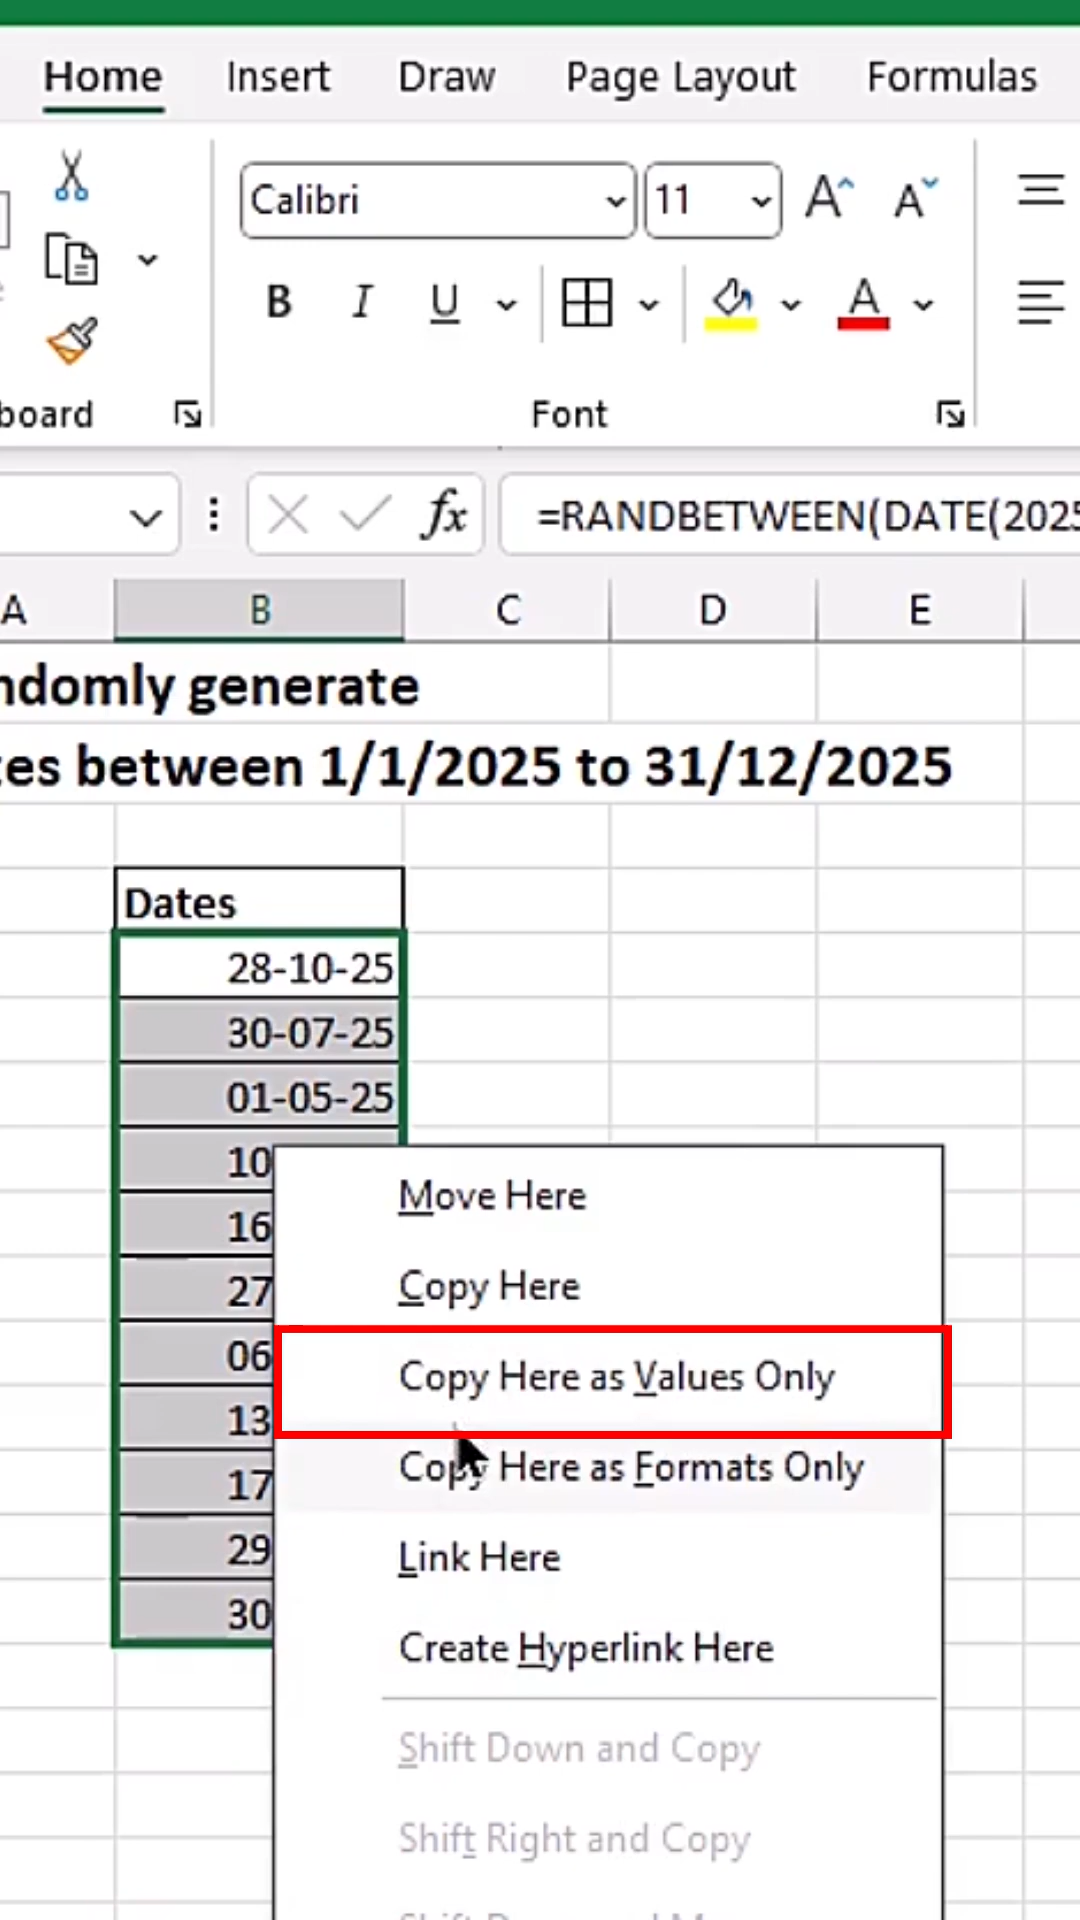 Home Insert Draw Page Layout Formulas
Calibri 11 A A
B I U A
board Font
fx =RANDBETWEEN(DATE(2025
A B C D E
ndomly generate
tes between 1/1/2025 to 31/12/2025
Dates
28-10-25
30-07-25
01-05-25
10
16
27
06
13
17
29
30
Move Here
Copy Here
Copy Here as Values Only
Copy Here as Formats Only
Link Here
Create Hyperlink Here
Shift Down and Copy
Shift Right and Copy